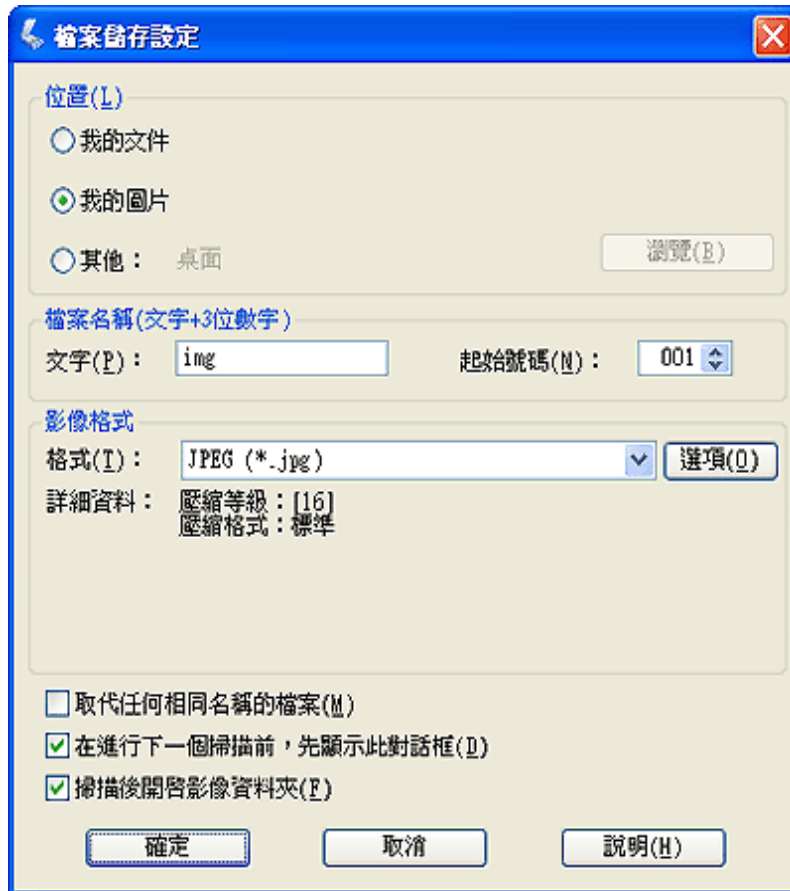 檔案儲存設定
位置(L)
我的文件
我的圖片
其他： 桌面 瀏覽(B)
檔案名稱(文字+3位數字)
文字(P)： img 起始號碼(N)： 001
影像格式
格式(T)： JPEG (*.jpg) 選項(O)
詳細資料： 壓縮等級：[16]
壓縮格式：標準
取代任何相同名稱的檔案(M)
在進行下一個掃描前，先顯示此對話框(D)
掃描後開啓影像資料夾(F)
確定 取消 說明(H)